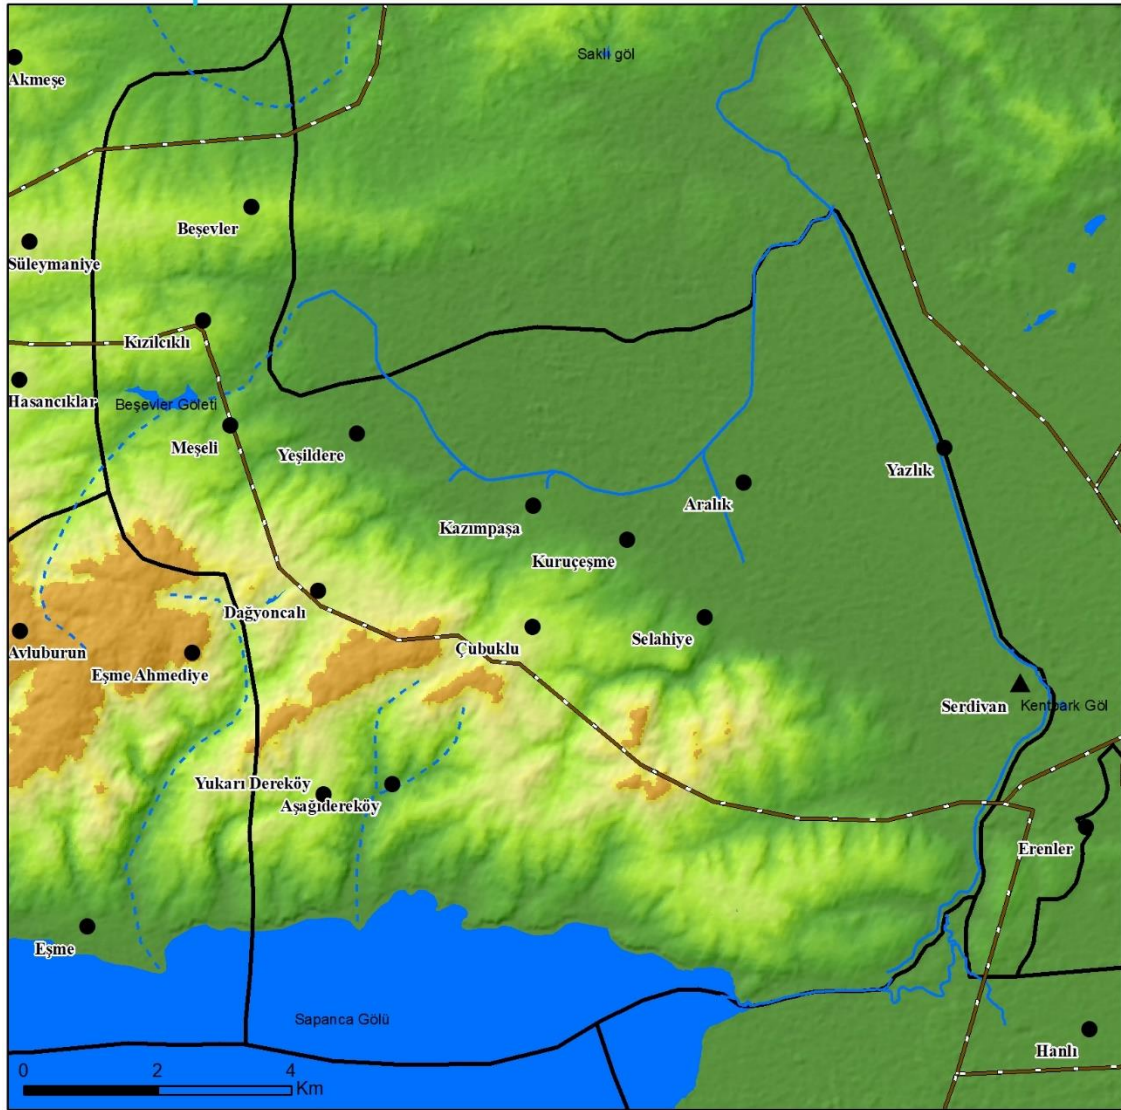 Saklı göl
Akmeşe
Beşevler
Süleymaniye
Kızılcıklı
Hasancıklar
Beşevler Göleti
Meşeli
Yeşildere
Yazlık
Aralık
Kazımpaşa
Kuruçeşme
Dağyoncalı
Selahiye
Çubuklu
Avluburun
Eşme Ahmediye
Serdivan
Kentpark Göl
Yukarı Dereköy
Aşağıdereköy
Erenler
Eşme
Sapanca Gölü
Hanlı
0 2 4
Km